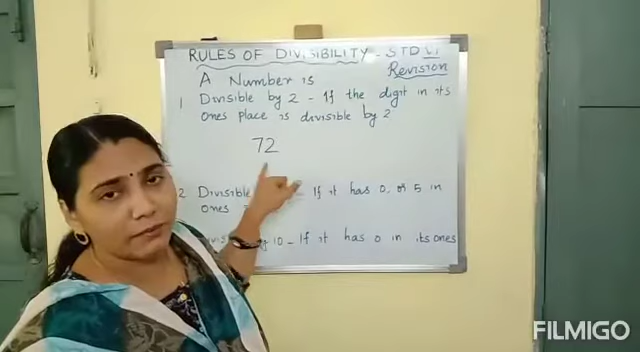 RULES OF DIVISIBILITY - STD VI
Revision
A Number is
1 Divisible by 2 - If the digit in its
ones place is divisible by 2
72
2 Divisible - If it has 0, or 5 in
ones
by 10 - If it has 0 in its ones
FILMIGO